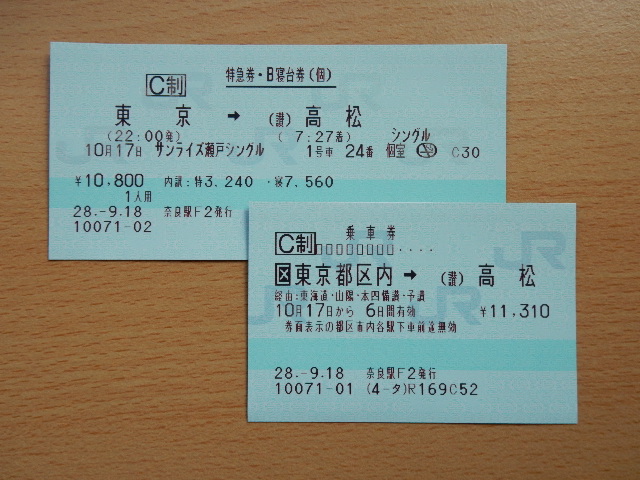 C制 特急券・B寝台券(個)
東京 → (讃)高松
(22:00発) (7:27着) シングル
10月17日 サンライズ瀬戸シングル 1号車 24番 個室 C30
¥10,800 内訳:特3,240・寝7,560
1人用
28.-9.18 奈良駅F2発行
10071-02
乗車券
C制 □□□□□□□□・・・・
区東京都区内 → (讃)高松
経由:東海道・山陽・本四備讃・予讃
10月17日から 6日間有効 ¥11,310
券面表示の都区市内各駅下車前途無効
28.-9.18 奈良駅F2発行
10071-01 (4-タ)R169C52
JR